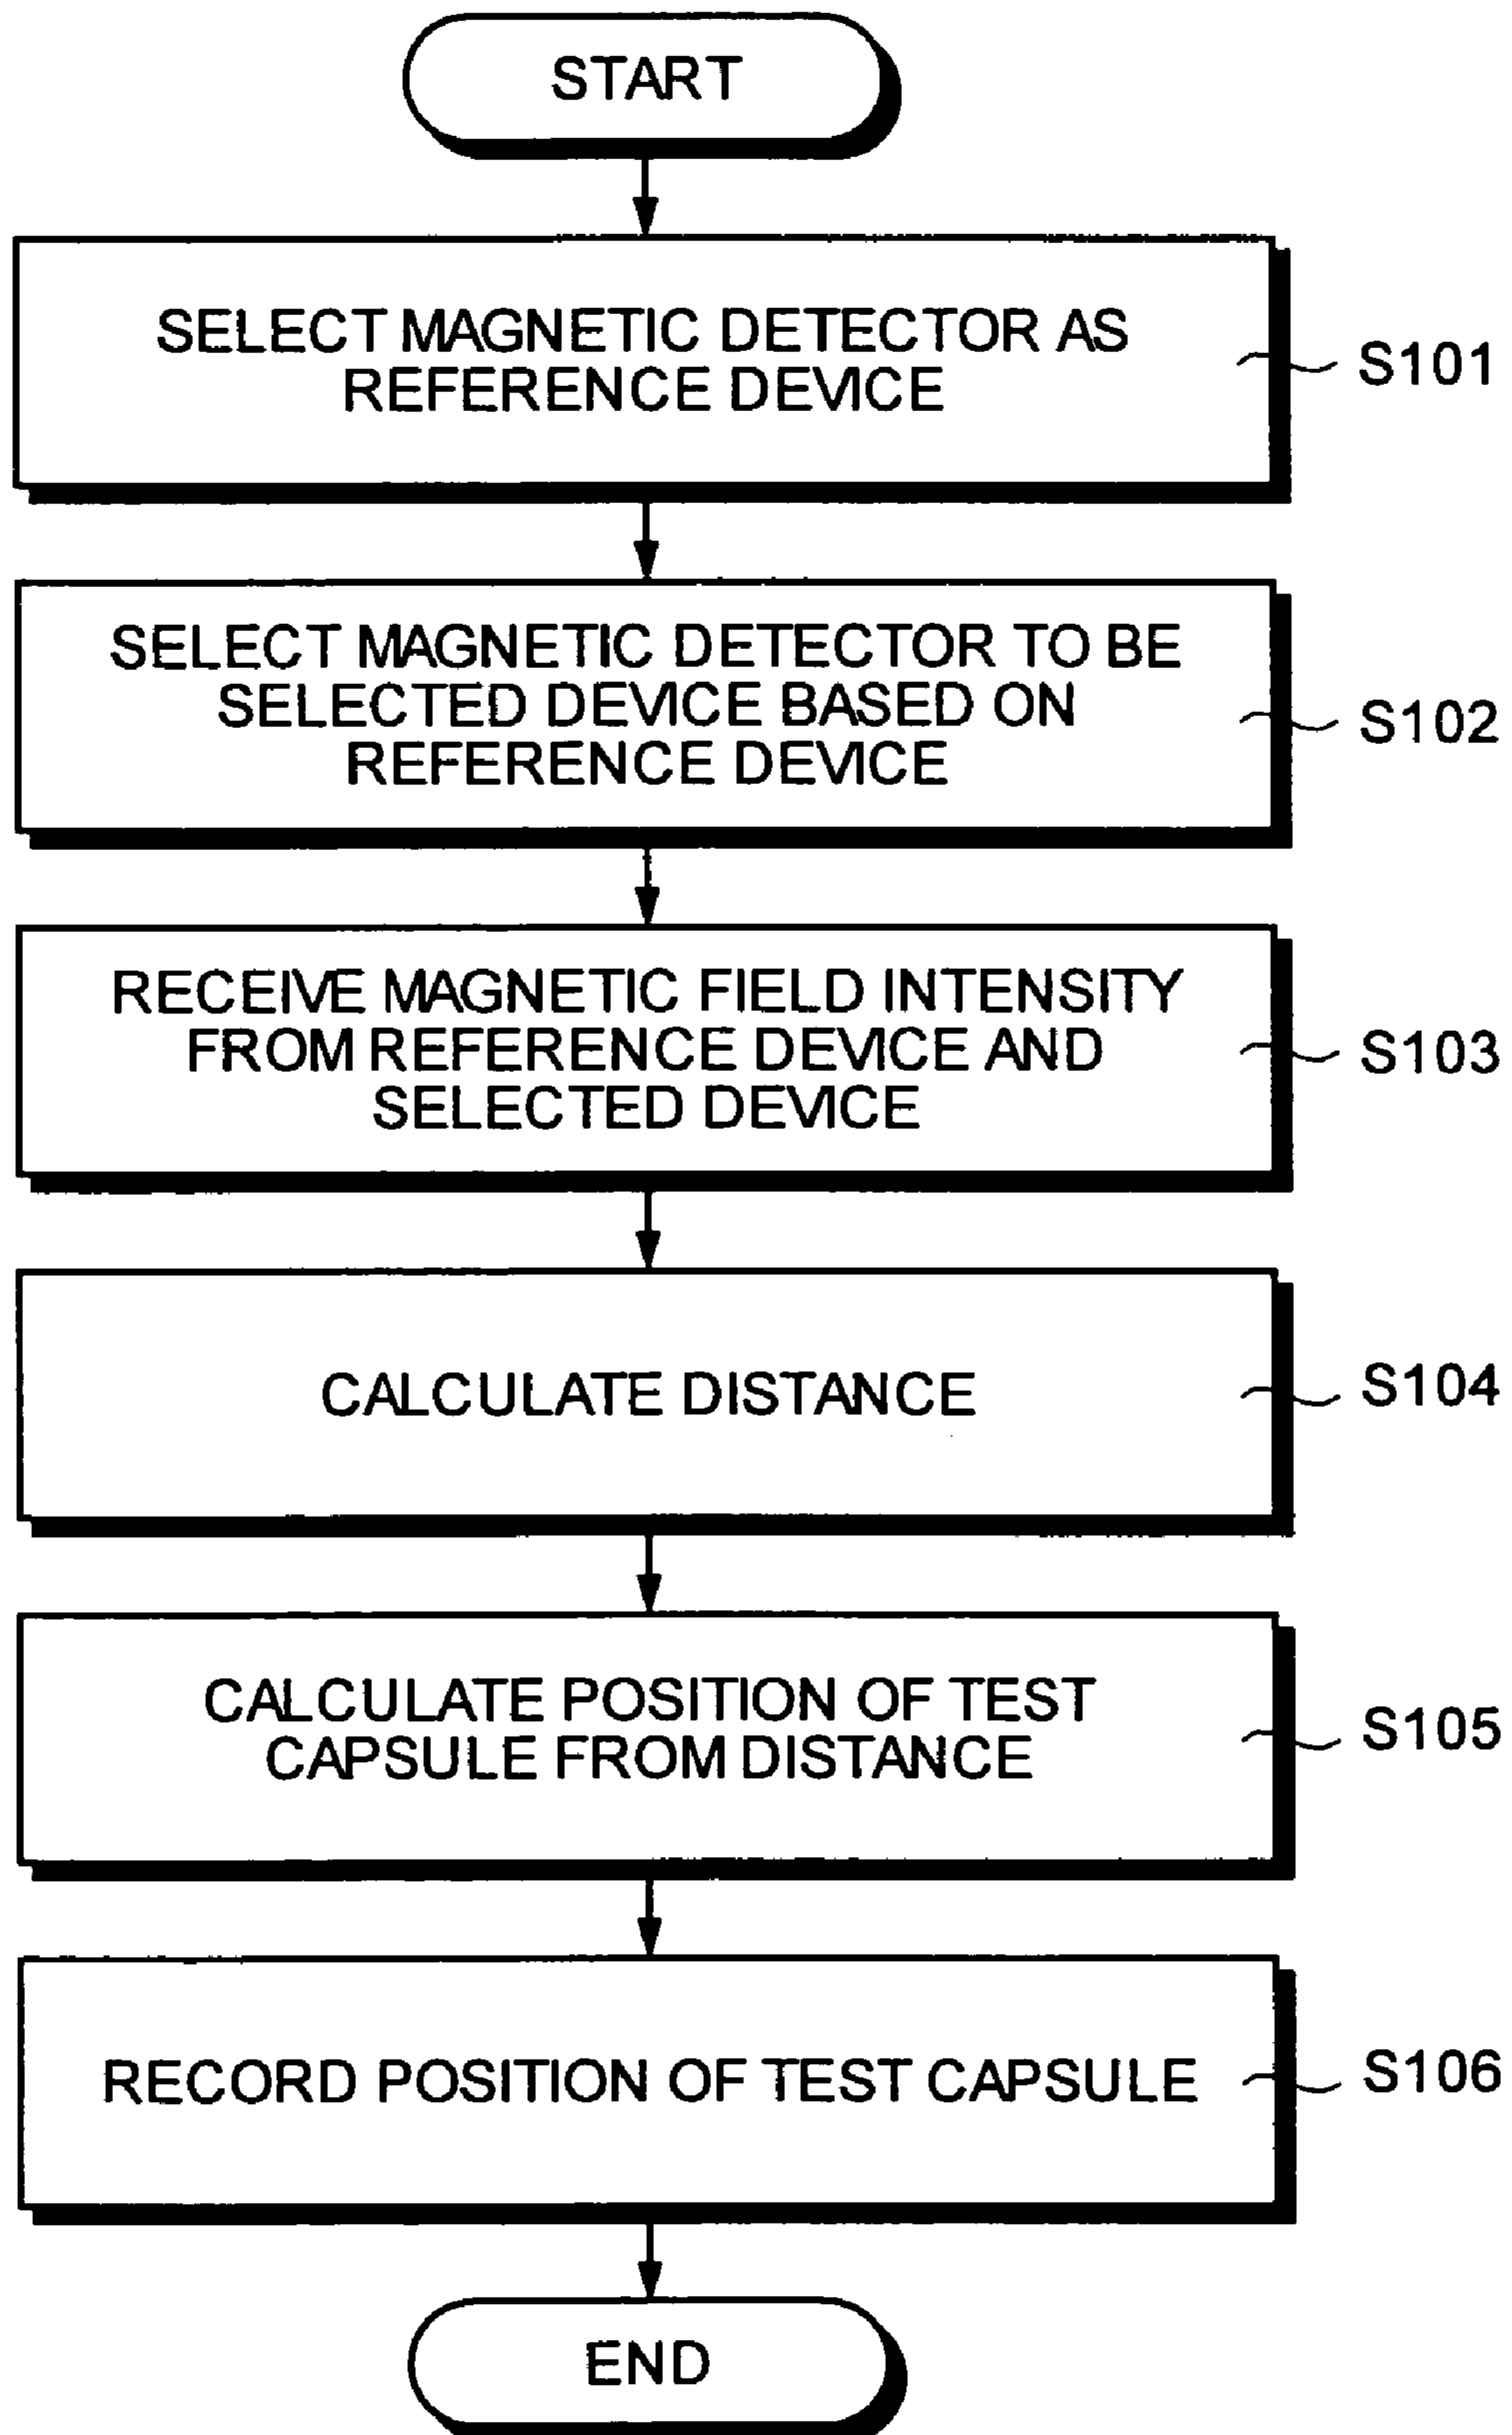 START
SELECT MAGNETIC DETECTOR AS
REFERENCE DEVICE
S101
SELECT MAGNETIC DETECTOR TO BE
SELECTED DEVICE BASED ON
REFERENCE DEVICE
S102
RECEIVE MAGNETIC FIELD INTENSITY
FROM REFERENCE DEVICE AND
SELECTED DEVICE
S103
CALCULATE DISTANCE
S104
CALCULATE POSITION OF TEST
CAPSULE FROM DISTANCE
S105
RECORD POSITION OF TEST CAPSULE
S106
END